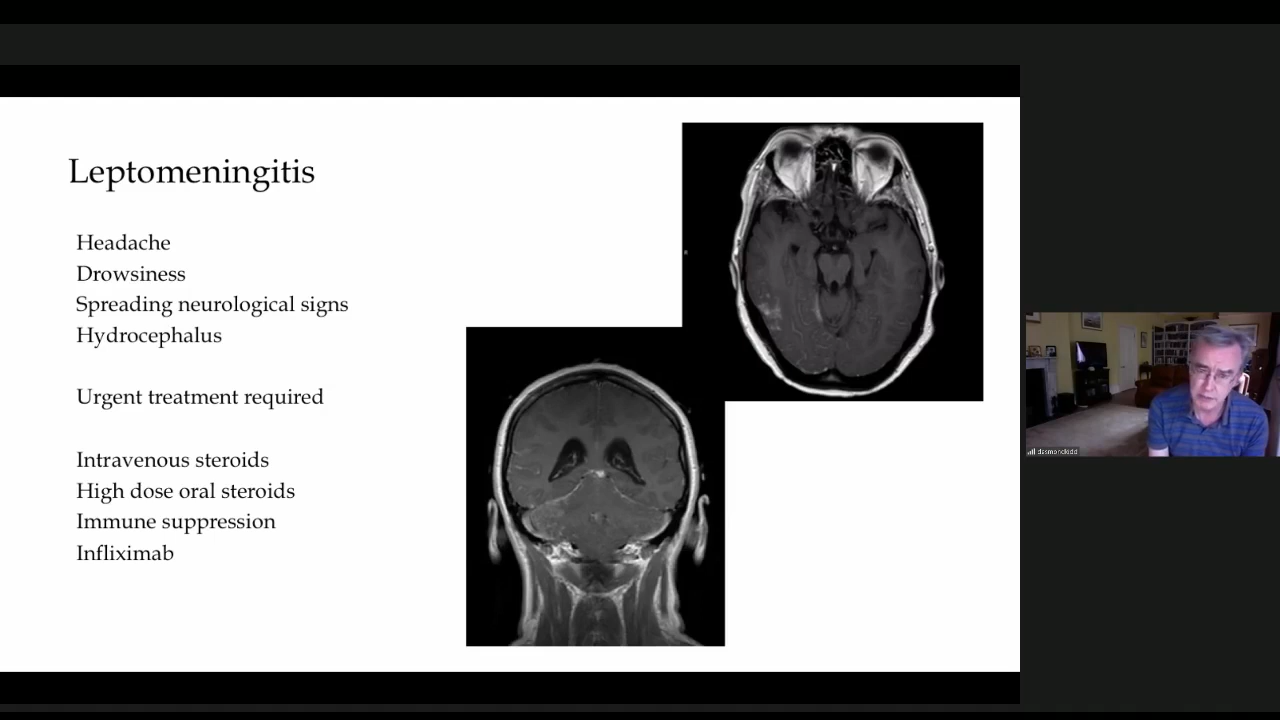 Leptomeningitis
Headache
Drowsiness
Spreading neurological signs
Hydrocephalus
Urgent treatment required
Intravenous steroids
High dose oral steroids
Immune suppression
Infliximab
desmondkidd